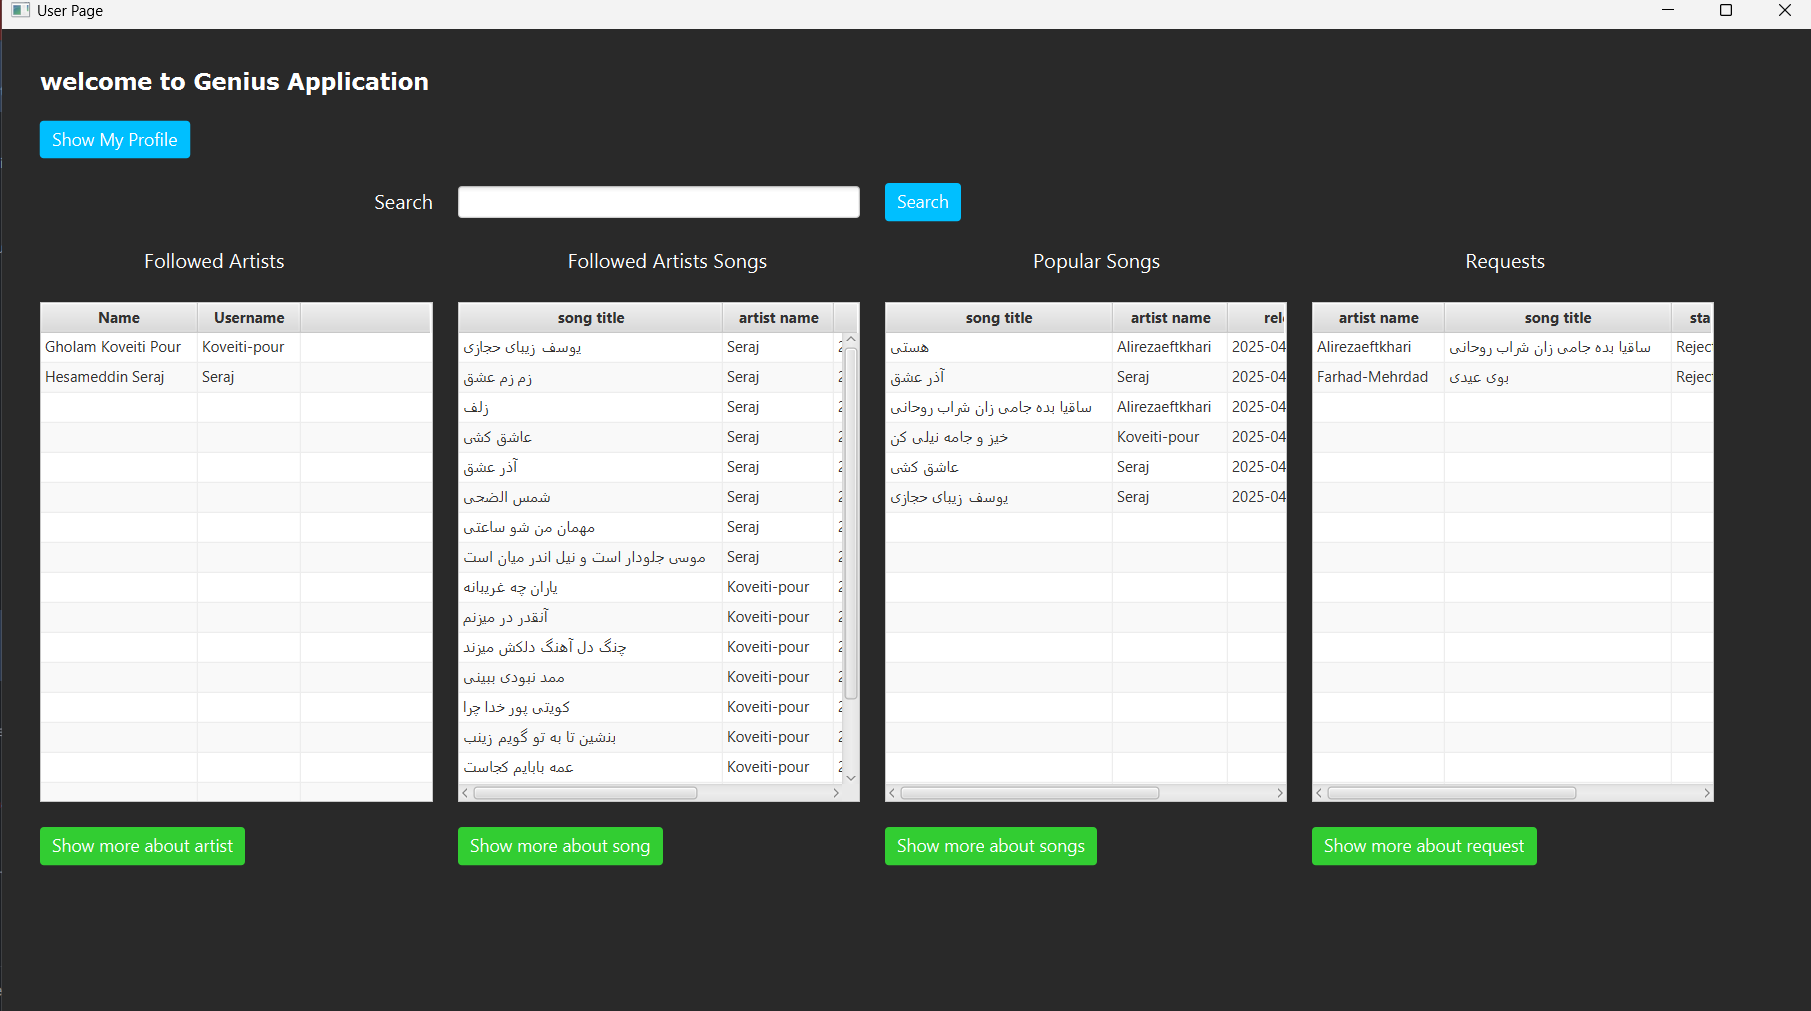 User Page
welcome to Genius Application
Show My Profile
Search
Search
Followed Artists
Name Username
Gholam Koveiti Pour Koveiti-pour
Hesameddin Seraj Seraj
Show more about artist
Followed Artists Songs
song title artist name
یوسف زیبای حجازی Seraj
زم زم عشق Seraj
زلف Seraj
عاشق کشی Seraj
آذر عشق Seraj
شمس الضحی Seraj
مهمان من شو ساعتی Seraj
موسی جلودار است و نیل اندر میان است Seraj
یاران چه غریبانه Koveiti-pour
آنقدر در میزنم Koveiti-pour
چنگ دل آهنگ دلکش میزند Koveiti-pour
ممد نبودی ببینی Koveiti-pour
کویتی پور خدا چرا Koveiti-pour
بنشین تا به تو گویم زینب Koveiti-pour
عمه بابایم کجاست Koveiti-pour
Show more about song
Popular Songs
song title artist name rel
هستی Alirezaeftkhari 2025-04
آذر عشق Seraj 2025-04
ساقیا بده جامی زان شراب روحانی Alirezaeftkhari 2025-04
خیز و جامه نیلی کن Koveiti-pour 2025-04
عاشق کشی Seraj 2025-04
یوسف زیبای حجازی Seraj 2025-04
Show more about songs
Requests
artist name song title sta
Alirezaeftkhari ساقیا بده جامی زان شراب روحانی Reject
Farhad-Mehrdad بوی عیدی Reject
Show more about request